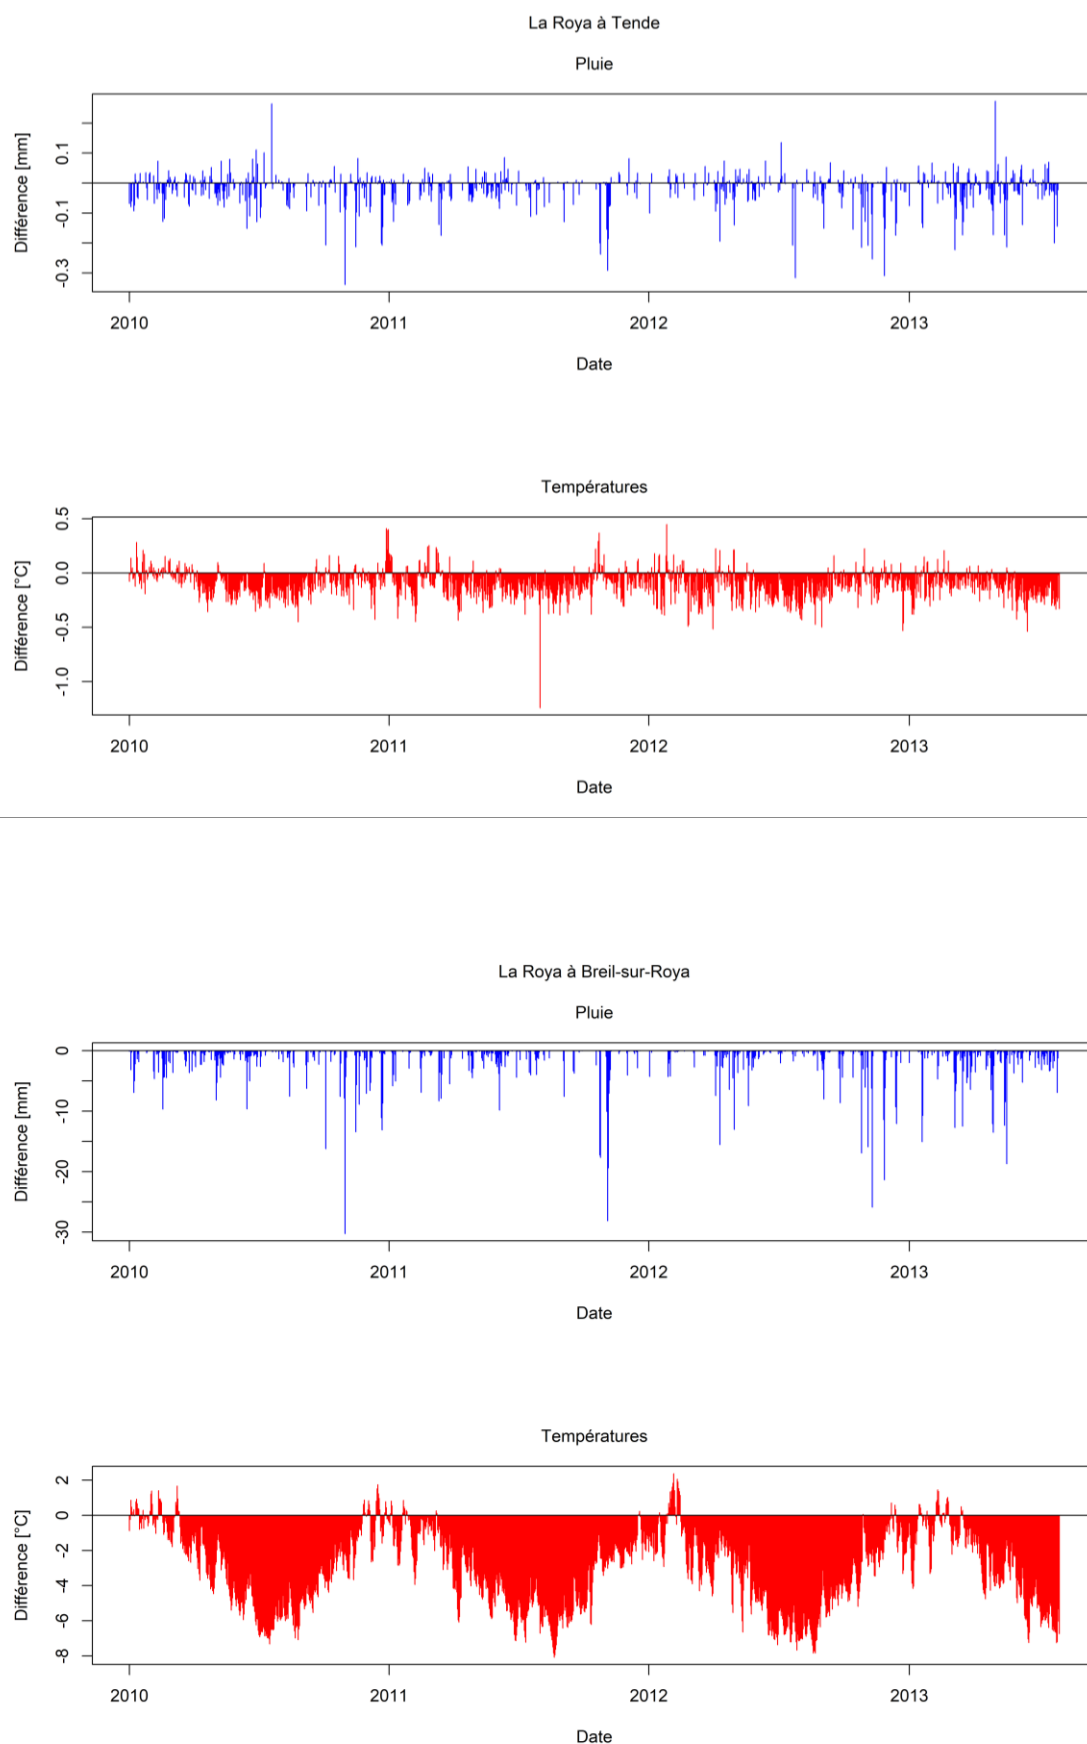 La Roya à Tende
Pluie
Différence [mm]
0.1
-0.1
-0.3
2010 2011 2012 2013
Date
Températures
Différence [°C]
0.5
0.0
-0.5
-1.0
2010 2011 2012 2013
Date
La Roya à Breil-sur-Roya
Pluie
Différence [mm]
0
-10
-20
-30
2010 2011 2012 2013
Date
Températures
Différence [°C]
2
0
-2
-4
-6
-8
2010 2011 2012 2013
Date